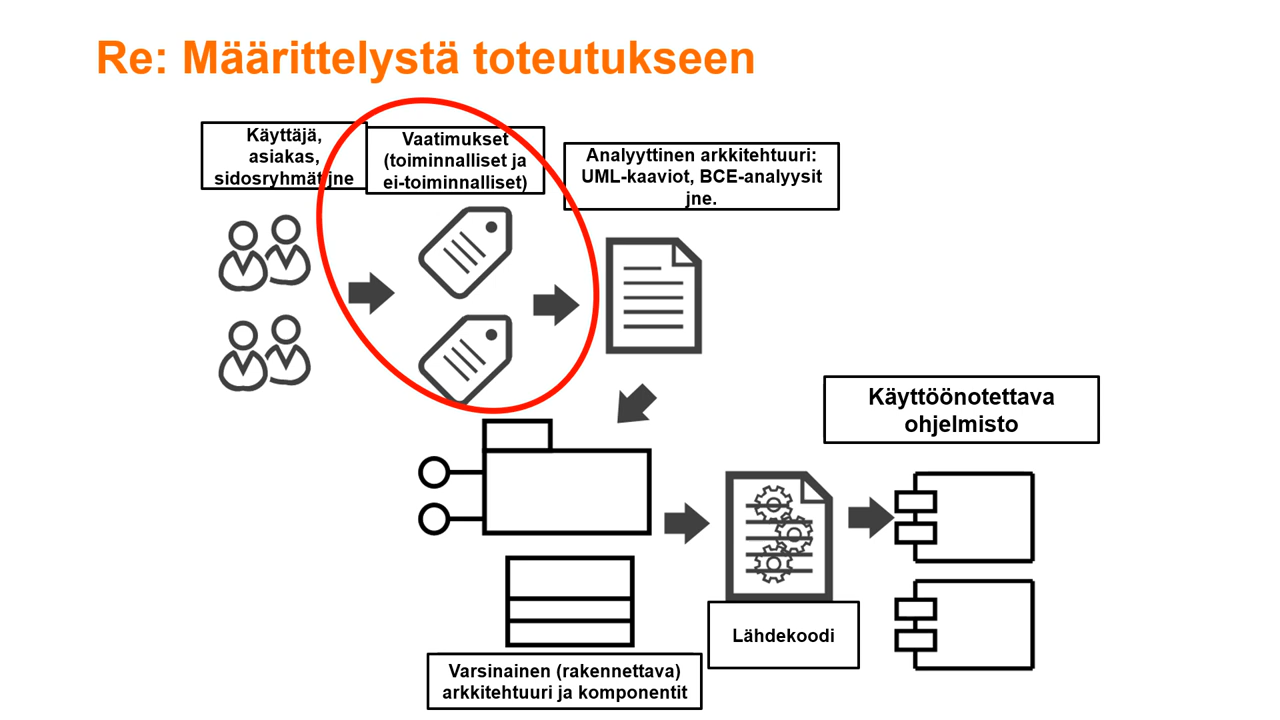 Re: Määrittelystä toteutukseen
Käyttäjä,
asiakas,
sidosryhmät jne
Vaatimukset
(toiminnalliset ja
ei-toiminnalliset)
Analyyttinen arkkitehtuuri:
UML-kaaviot, BCE-analyysit
jne.
Käyttöönotettava
ohjelmisto
Lähdekoodi
Varsinainen (rakennettava)
arkkitehtuuri ja komponentit